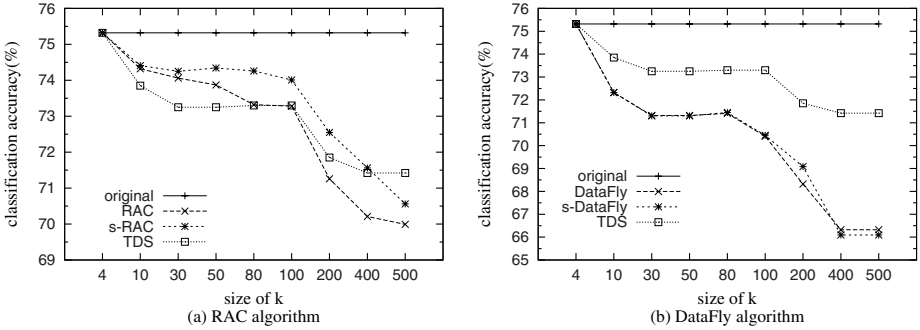 classification accuracy(%)
76
75
74
73
72
71
70
69
original
RAC
s-RAC
TDS
4 10 30 50 80 100 200 400 500
size of k
(a) RAC algorithm
classification accuracy(%)
76
75
74
73
72
71
70
69
68
67
66
65
original
DataFly
s-DataFly
TDS
4 10 30 50 80 100 200 400 500
size of k
(b) DataFly algorithm